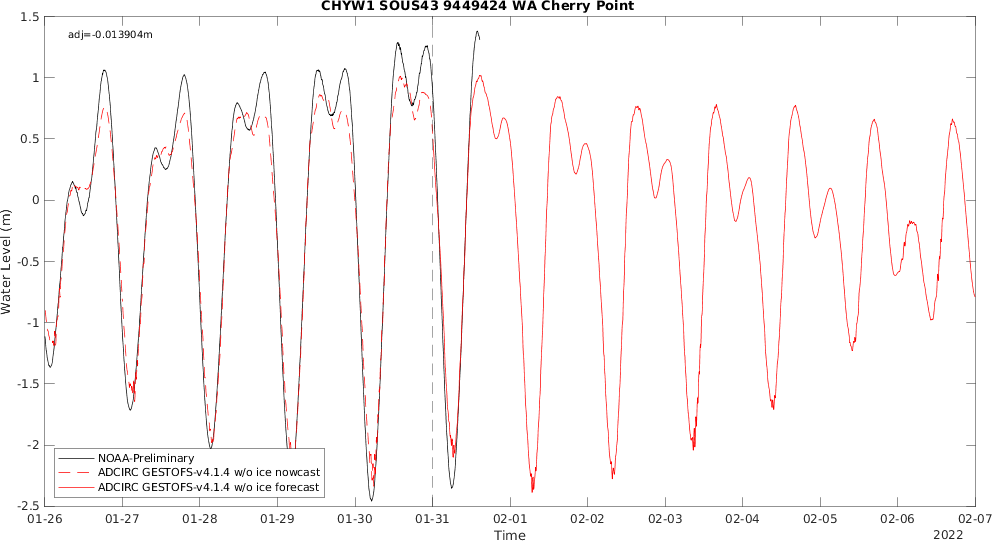 CHYW1 SOUS43 9449424 WA Cherry Point
adj=-0.013904m
1.5
1
0.5
0
-0.5
-1
-1.5
-2
-2.5
Water Level (m)
NOAA-Preliminary
ADCIRC GESTOFS-v4.1.4 w/o ice nowcast
ADCIRC GESTOFS-v4.1.4 w/o ice forecast
01-26 01-27 01-28 01-29 01-30 01-31 02-01 02-02 02-03 02-04 02-05 02-06 02-07
Time
2022